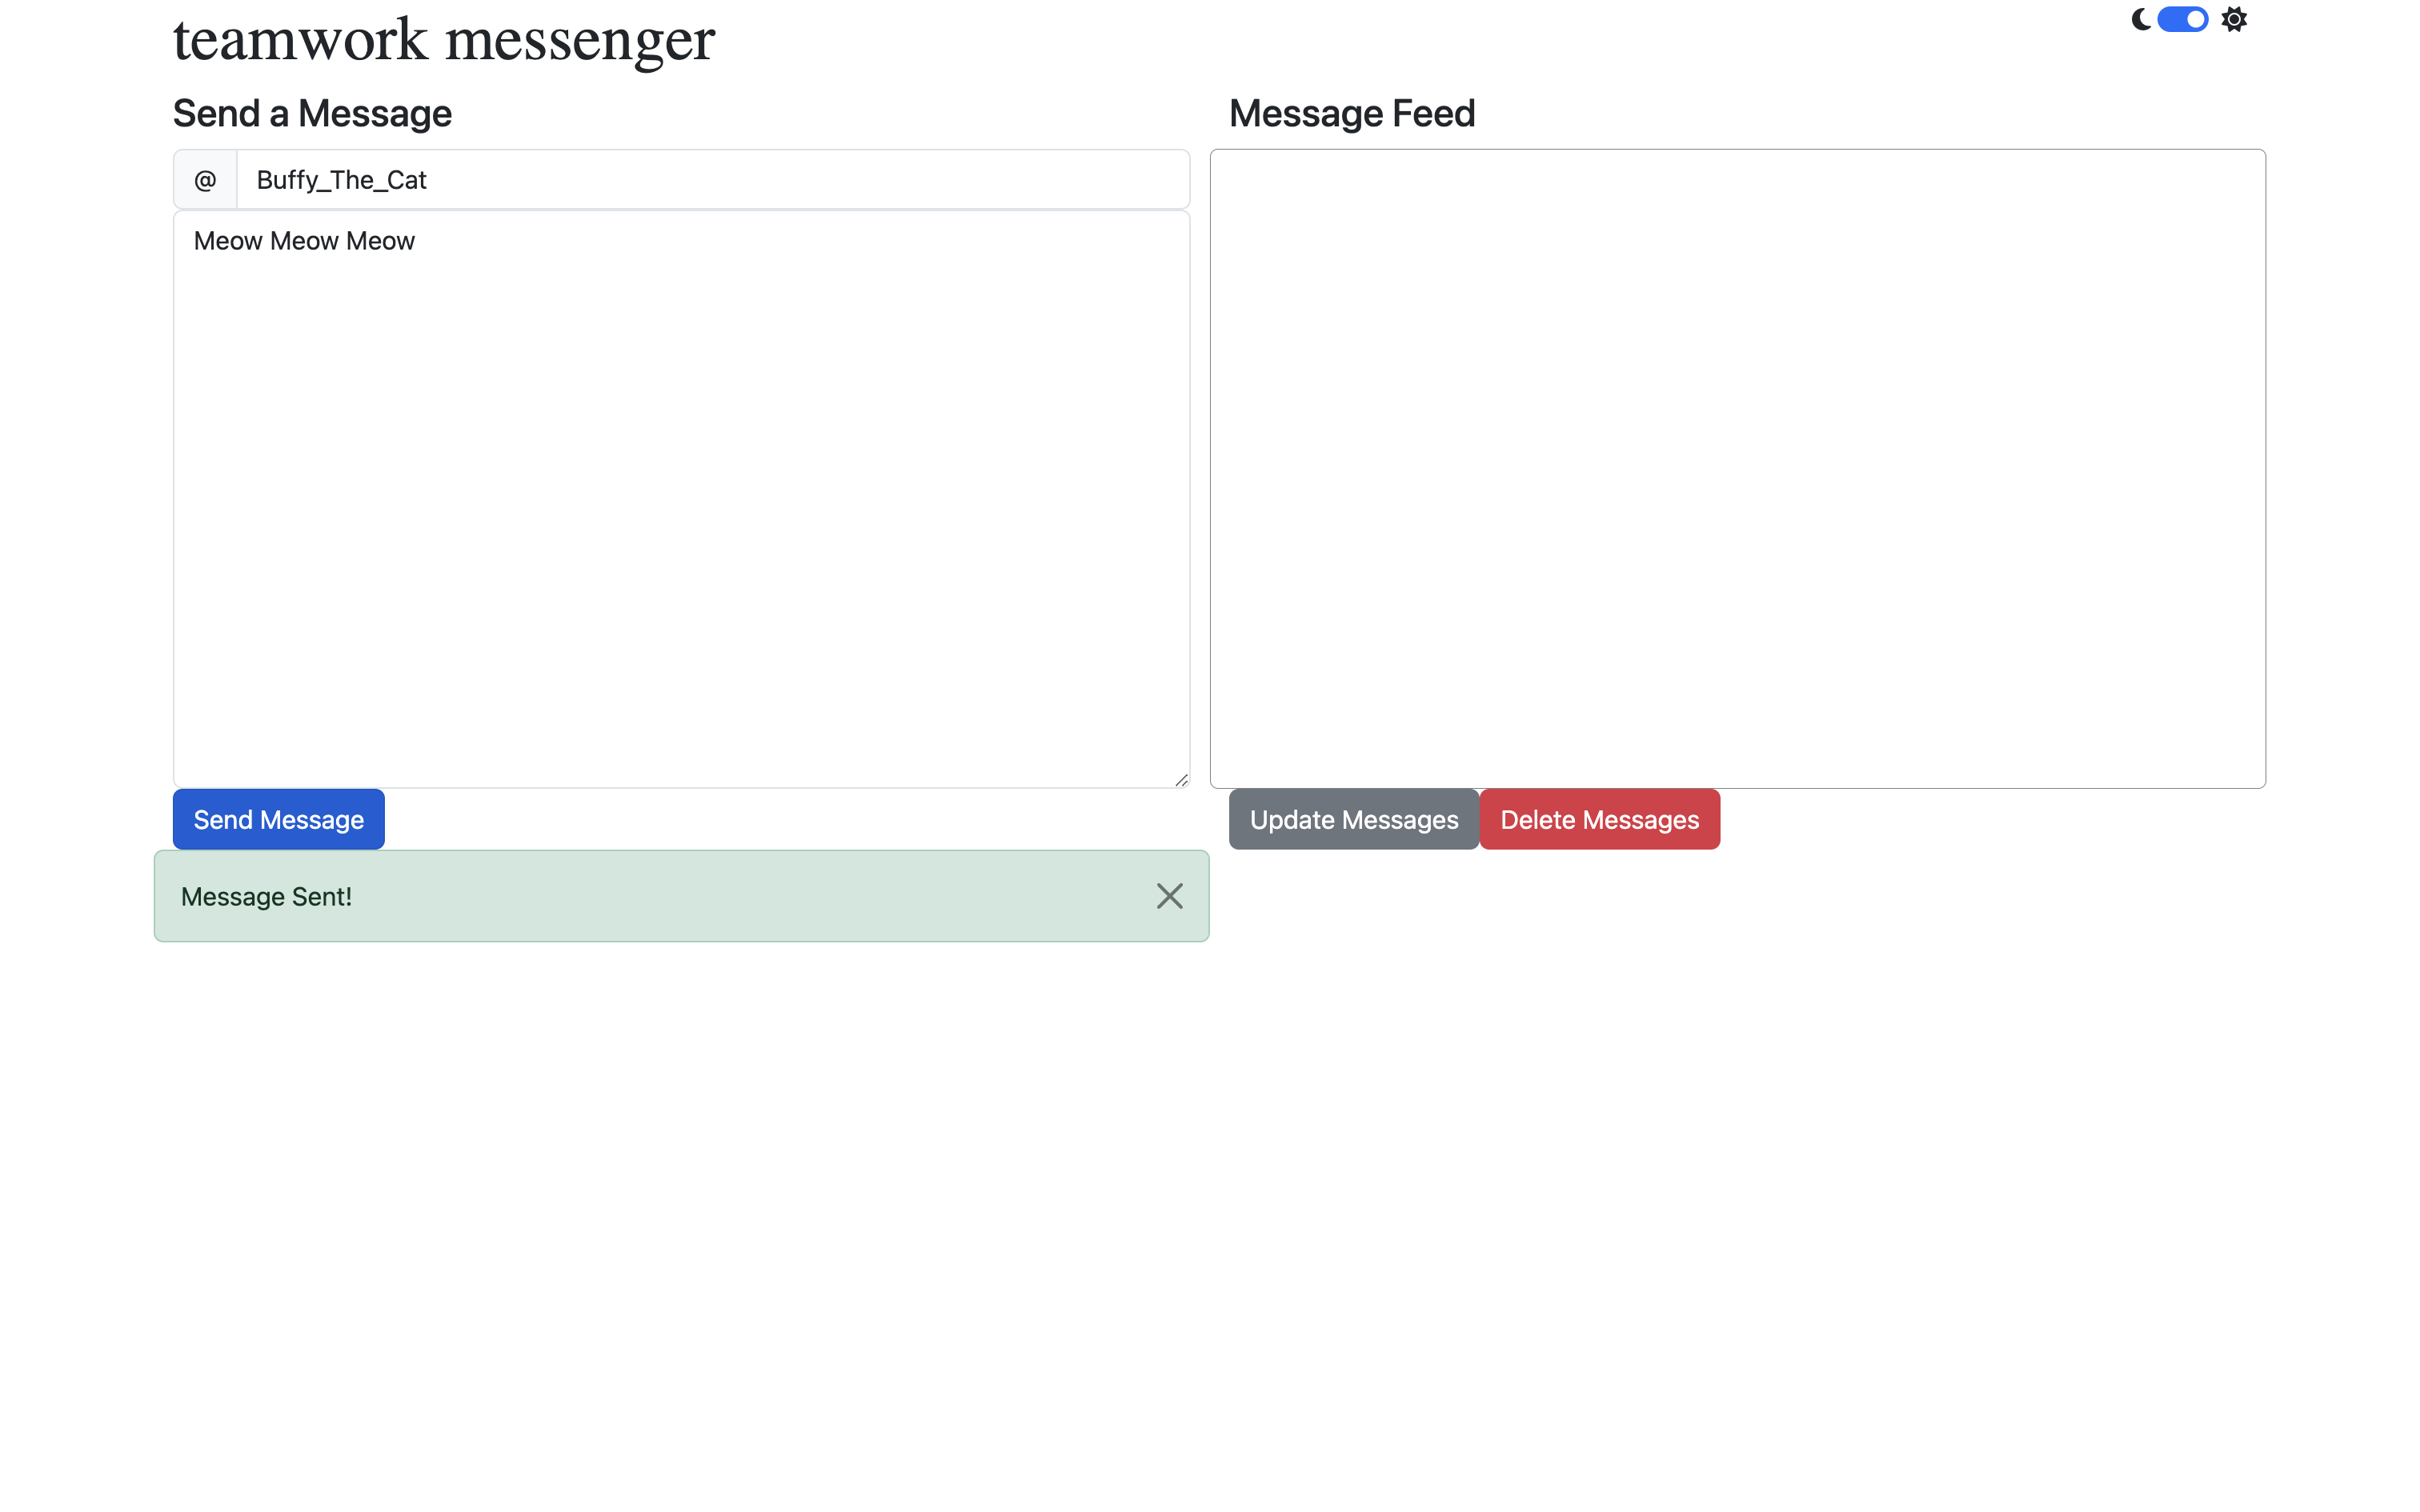 teamwork messenger
Send a Message
@ Buffy_The_Cat
Meow Meow Meow
Send Message
Message Sent!
Message Feed
Update Messages Delete Messages